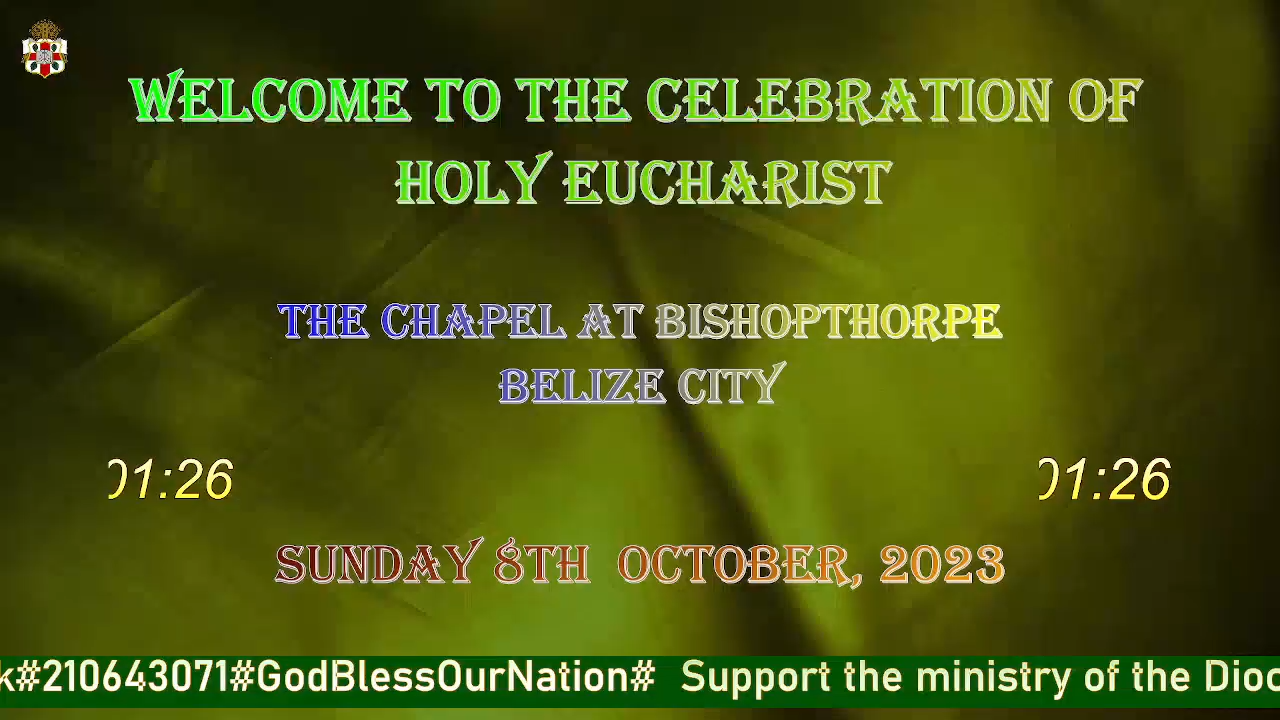 WELCOME TO THE CELEBRATION OF
HOLY EUCHARIST
THE CHAPEL AT BISHOPTHORPE
BELIZE CITY
01:26 01:26
SUNDAY 8TH OCTOBER, 2023
k#210643071#GodBlessOurNation# Support the ministry of the Dioc